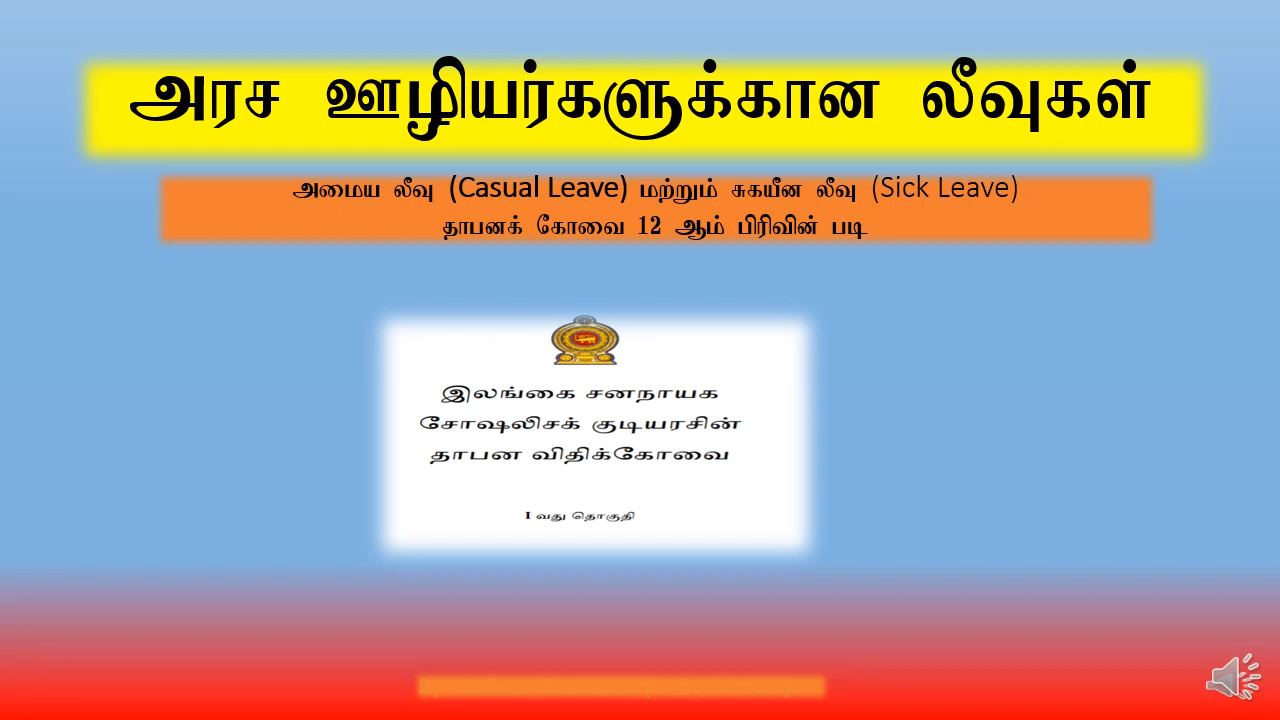 அரச ஊழியர்களுக்கான லீவுகள்
அமைய லீவு (Casual Leave) மற்றும் சுகயீன லீவு (Sick Leave)
தாபனக் கோவை 12 ஆம் பிரிவின் படி
இலங்கை சனநாயக
சோஷலிசக் குடியரசின்
தாபன விதிக்கோவை
I வது தொகுதி